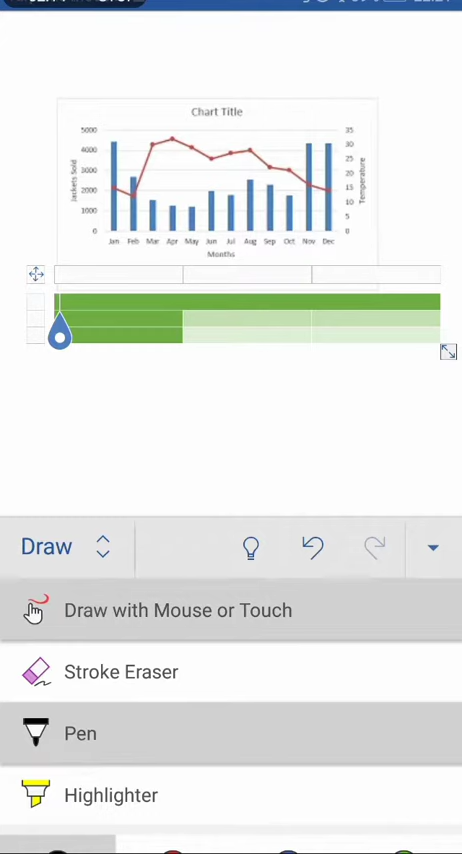 Chart Title
5000
4000
3000
2000
1000
0
Jackets Sold
35
30
25
20
15
10
5
0
Temperature
Jan Feb Mar Apr May Jun Jul Aug Sep Oct Nov Dec
Months
Draw
Draw with Mouse or Touch
Stroke Eraser
Pen
Highlighter